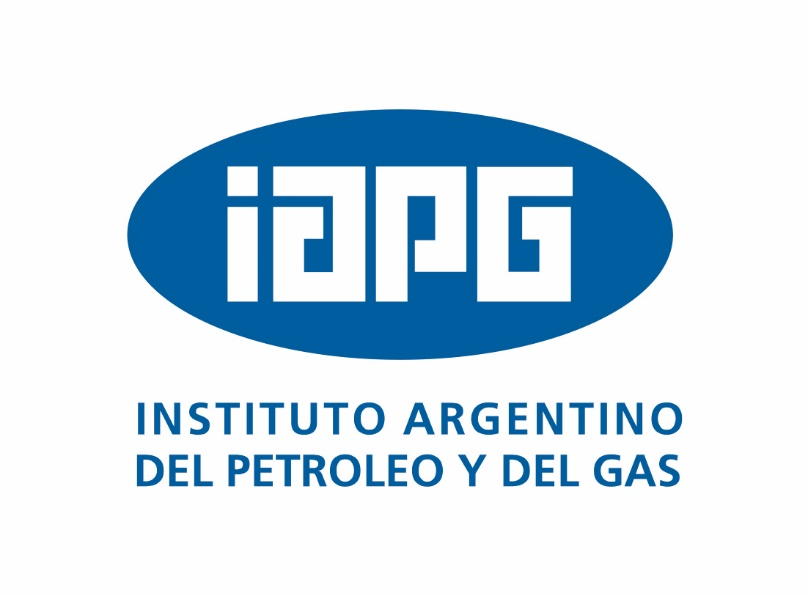 iaPG
INSTITUTO ARGENTINO
DEL PETROLEO Y DEL GAS